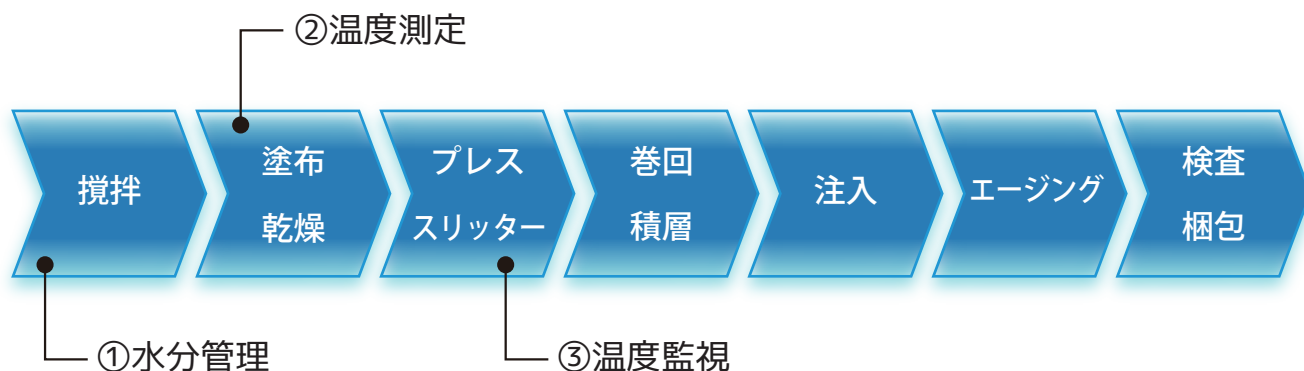 ②温度測定
撹拌
塗布
乾燥
プレス
スリッター
巻回
積層
注入
エージング
検査
梱包
①水分管理
③温度監視